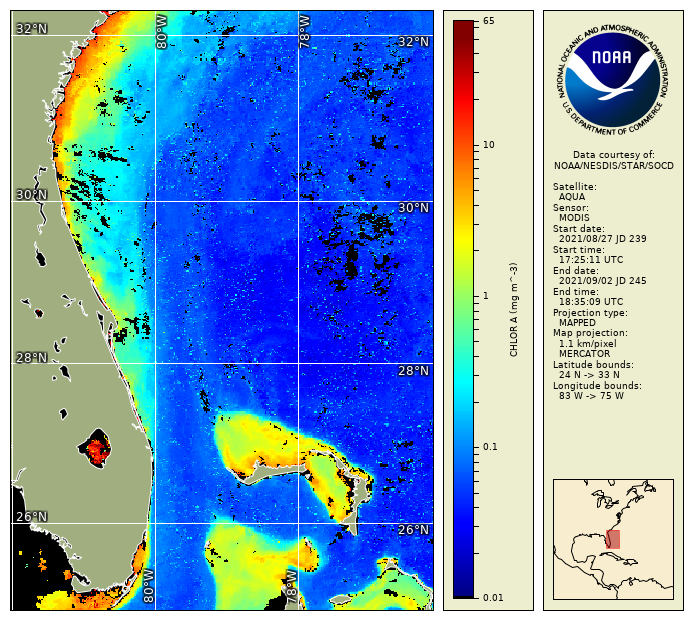 80°W
78°W
32°N
32°N
30°N
30°N
28°N
28°N
26°N
26°N
80°W
78°W
65
10
1
0.1
0.01
CHLOR A (mg m^-3)
NATIONAL OCEANIC AND ATMOSPHERIC ADMINISTRATION
NOAA
U.S. DEPARTMENT OF COMMERCE
Data courtesy of:
NOAA/NESDIS/STAR/SOCD
Satellite:
AQUA
Sensor:
MODIS
Start date:
2021/08/27 JD 239
Start time:
17:25:11 UTC
End date:
2021/09/02 JD 245
End time:
18:35:09 UTC
Projection type:
MAPPED
Map projection:
1.1 km/pixel
MERCATOR
Latitude bounds:
24 N -> 33 N
Longitude bounds:
83 W -> 75 W